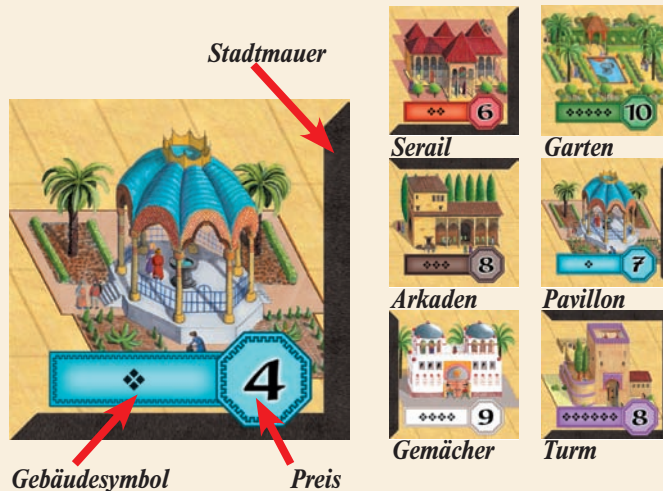 Stadtmauer
4
Gebäudesymbol
Preis
6
Serail
10
Garten
8
Arkaden
7
Pavillon
9
Gemächer
8
Turm